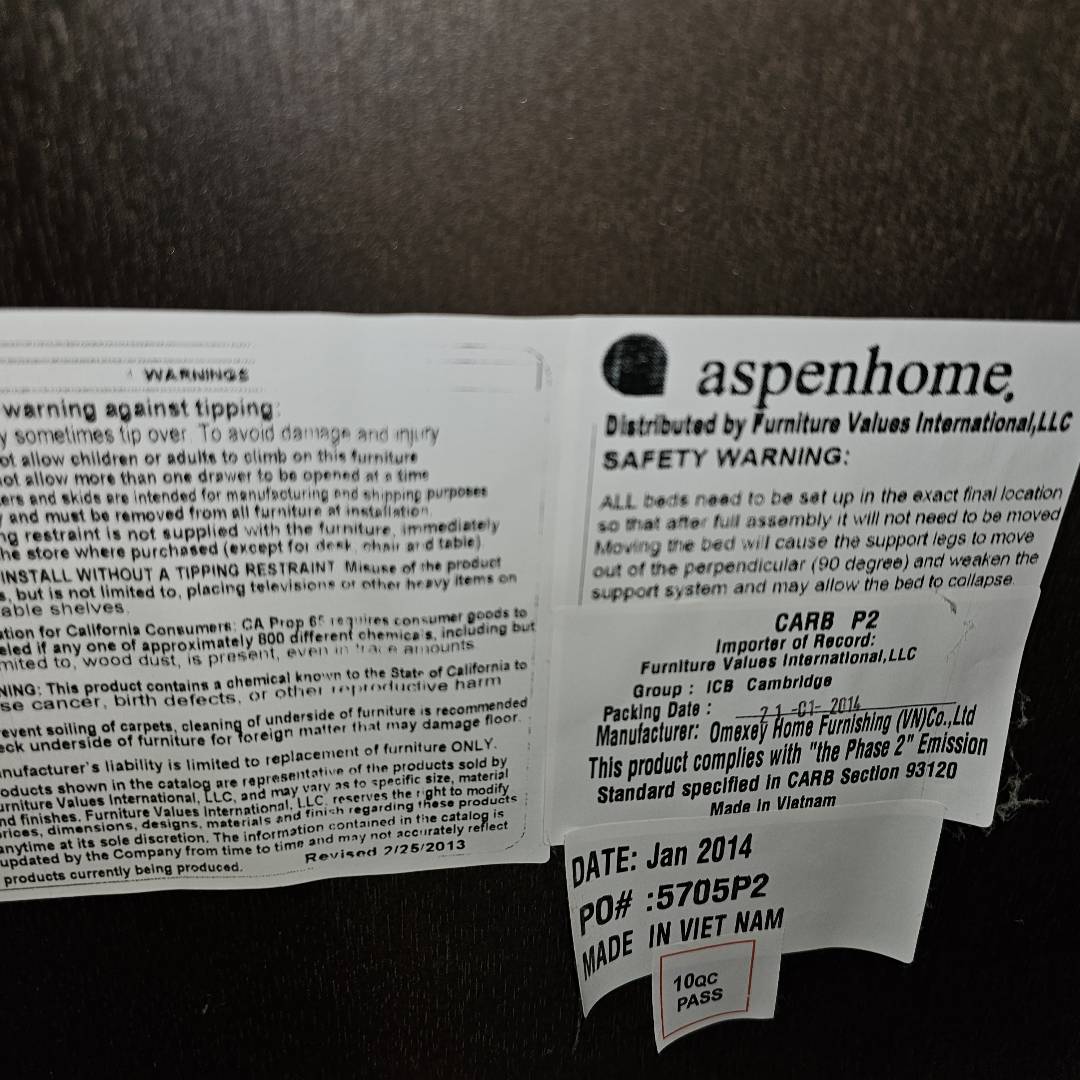 WARNINGS
warning against tipping:
y sometimes tip over. To avoid damage and injury
ot allow children or adults to climb on this furniture
not allow more than one drawer to be opened at a time
ers and skids are intended for manufacturing and shipping purposes
y and must be removed from all furniture at installation.
ng restraint is not supplied with the furniture, immediately
he store where purchased (except for desk, chair and table).
INSTALL WITHOUT A TIPPING RESTRAINT Misuse of the product
s, but is not limited to, placing televisions or other heavy items on
able shelves.
ation for California Consumers: CA Prop 65 requires consumer goods to
eled if any one of approximately 800 different chemicals, including but
mited to, wood dust, is present, even in trace amounts
NING: This product contains a chemical known to the State of California to
se cancer, birth defects, or other reproductive harm
revent soiling of carpets, cleaning of underside of furniture is recommended
eck underside of furniture for foreign matter that may damage floor.
anufacturer's liability is limited to replacement of furniture ONLY.
oducts shown in the catalog are representative of the products sold by
urniture Values International, LLC, and may vary as to specific size, material
nd finishes. Furniture Values International, LLC, reserves the right to modify
prices, dimensions, designs, materials and finish regarding these products
anytime at its sole discretion. The information contained in the catalog is
updated by the Company from time to time and may not accurately reflect
products currently being produced.
Revised 2/25/2013
aspenhome.
Distributed by Furniture Values International,LLC
SAFETY WARNING:
ALL beds need to be set up in the exact final location
so that after full assembly it will not need to be moved
Moving the bed will cause the support legs to move
out of the perpendicular (90 degree) and weaken the
support system and may allow the bed to collapse.
CARB P2
Importer of Record:
Furniture Values International,LLC
Group : ICB Cambridge
Packing Date : 21-01-2014
Manufacturer: Omexey Home Furnishing (VN)Co.,Ltd
This product complies with "the Phase 2" Emission
Standard specified in CARB Section 93120
Made In Vietnam
DATE: Jan 2014
PO# :5705P2
MADE IN VIET NAM
10QC
PASS